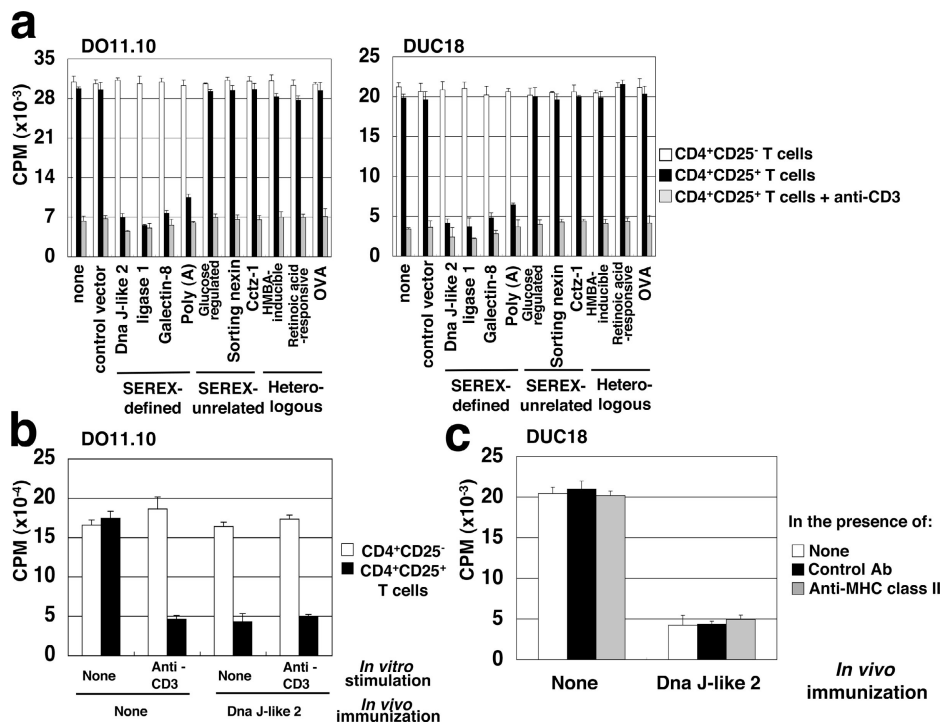 a
DO11.10
DUC18
CPM (x10-3)
35
28
21
14
7
0
none
control vector
Dna J-like 2
ligase 1
Galectin-8
Poly (A)
Glucose
regulated
Sorting nexin
Cctz-1
HMBA-
inducible
Retinoic acid
-responsive
OVA
SEREX-
defined
SEREX-
unrelated
Hetero-
logous
CPM (x10-3)
25
20
15
10
5
0
none
control vector
Dna J-like 2
ligase 1
Galectin-8
Poly (A)
Glucose
regulated
Sorting nexin
Cctz-1
HMBA-
inducible
Retinoic acid
-responsive
OVA
SEREX-
defined
SEREX-
unrelated
Hetero-
logous
CD4+CD25- T cells
CD4+CD25+ T cells
CD4+CD25+ T cells + anti-CD3
b
DO11.10
CPM (x10-4)
25
20
15
10
5
0
None
Anti -
CD3
None
Anti -
CD3
In vitro
stimulation
None
Dna J-like 2
In vivo
immunization
CD4+CD25-
CD4+CD25+
T cells
c
DUC18
CPM (x10-3)
25
20
15
10
5
0
None
Dna J-like 2
In the presence of:
None
Control Ab
Anti-MHC class II
In vivo
immunization